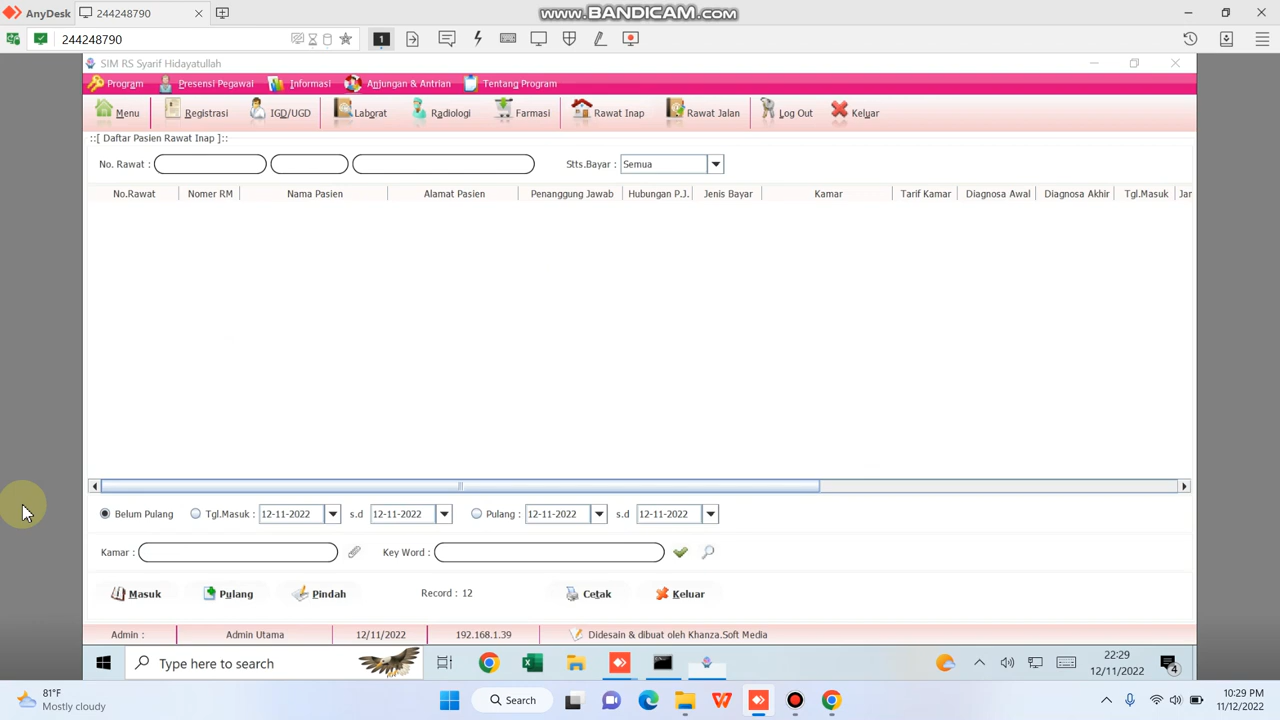 AnyDesk 244248790 www.BANDICAM.com
244248790 1
SIM RS Syarif Hidayatullah
Program Presensi Pegawai Informasi Anjungan & Antrian Tentang Program
Menu Registrasi IGD/UGD Laborat Radiologi Farmasi Rawat Inap Rawat Jalan Log Out Keluar
::[ Daftar Pasien Rawat Inap ]::
No. Rawat : Stts.Bayar : Semua
No.Rawat Nomer RM Nama Pasien Alamat Pasien Penanggung Jawab Hubungan P.J. Jenis Bayar Kamar Tarif Kamar Diagnosa Awal Diagnosa Akhir Tgl.Masuk Jar
Belum Pulang Tgl.Masuk : 12-11-2022 s.d 12-11-2022 Pulang : 12-11-2022 s.d 12-11-2022
Kamar : Key Word :
Masuk Pulang Pindah Record : 12 Cetak Keluar
Admin : Admin Utama 12/11/2022 192.168.1.39 Didesain & dibuat oleh Khanza.Soft Media
Type here to search 22:29
12/11/2022 4
81°F
Mostly cloudy
Search
10:29 PM
11/12/2022